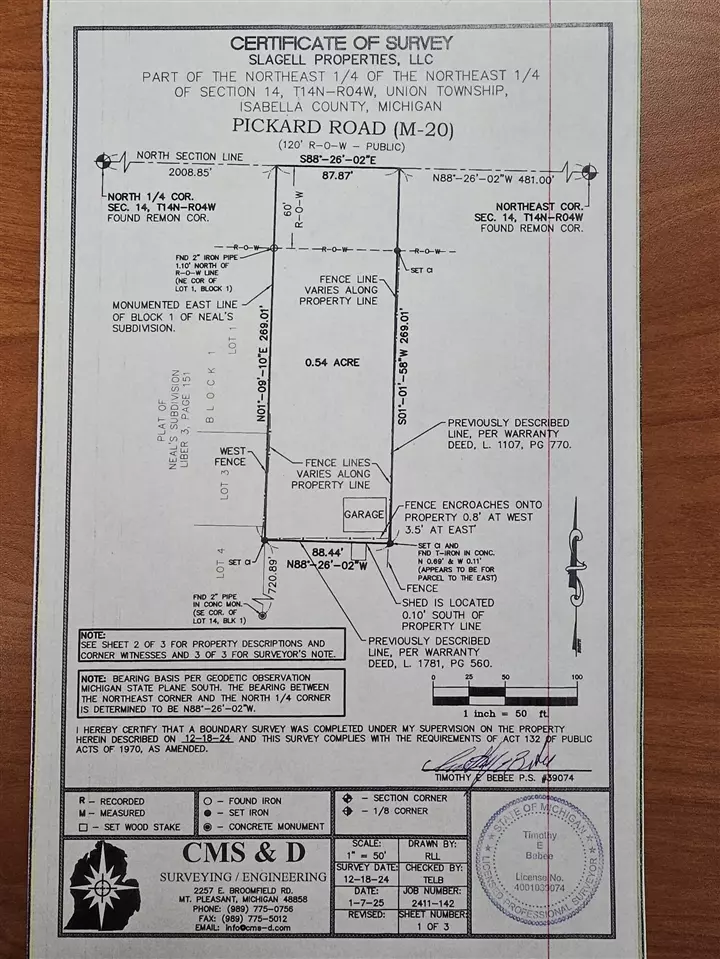 CERTIFICATE OF SURVEY
SLAGELL PROPERTIES, LLC
PART OF THE NORTHEAST 1/4 OF THE NORTHEAST 1/4
OF SECTION 14, T14N-R04W, UNION TOWNSHIP,
ISABELLA COUNTY, MICHIGAN
PICKARD ROAD (M-20)
(120' R-O-W - PUBLIC)
NORTH SECTION LINE
2008.85'
S88°-26'-02"E
87.87'
N88°-26'-02"W 481.00'
NORTH 1/4 COR.
SEC. 14, T14N-R04W
FOUND REMON COR.
NORTHEAST COR.
SEC. 14, T14N-R04W
FOUND REMON COR.
60'
R-O-W
R-O-W
R-O-W
R-O-W
FND 2" IRON PIPE
1.10' NORTH OF
R-O-W LINE
(NE COR OF
LOT 1, BLOCK 1)
SET CI
FENCE LINE
VARIES ALONG
PROPERTY LINE
MONUMENTED EAST LINE
OF BLOCK 1 OF NEAL'S
SUBDIVISION.
LOT 1
BLOCK 1
PLAT OF
NEAL'S SUBDIVISION
LIBER 3, PAGE 151
N01°-09'-10"E 269.01'
0.54 ACRE
S01°-01'-58"W 269.01'
PREVIOUSLY DESCRIBED
LINE, PER WARRANTY
DEED, L. 1107, PG 770.
WEST
FENCE
LOT 3
FENCE LINES
VARIES ALONG
PROPERTY LINE
GARAGE
FENCE ENCROACHES ONTO
PROPERTY 0.8' AT WEST
3.5' AT EAST
LOT 4
SET CI
88.44'
N88°-26'-02"W
SET CI AND
FND T-IRON IN CONC.
N 0.69' & W 0.11'
(APPEARS TO BE FOR
PARCEL TO THE EAST)
FENCE
720.89'
SHED IS LOCATED
0.10' SOUTH OF
PROPERTY LINE
FND 2" PIPE
IN CONC MON.
(SE COR. OF
LOT 14, BLK 1)
PREVIOUSLY DESCRIBED
LINE, PER WARRANTY
DEED, L. 1781, PG 560.
NOTE:
SEE SHEET 2 OF 3 FOR PROPERTY DESCRIPTIONS AND
CORNER WITNESSES AND 3 OF 3 FOR SURVEYOR'S NOTE.
NOTE: BEARING BASIS PER GEODETIC OBSERVATION
MICHIGAN STATE PLANE SOUTH. THE BEARING BETWEEN
THE NORTHEAST CORNER AND THE NORTH 1/4 CORNER
IS DETERMINED TO BE N88°-26'-02"W.
0 25 50 100
1 inch = 50 ft.
I HEREBY CERTIFY THAT A BOUNDARY SURVEY WAS COMPLETED UNDER MY SUPERVISION ON THE PROPERTY
HEREIN DESCRIBED ON 12-18-24 AND THIS SURVEY COMPLIES WITH THE REQUIREMENTS OF ACT 132 OF PUBLIC
ACTS OF 1970, AS AMENDED.
TIMOTHY E BEBEE P.S. #39074
R - RECORDED
M - MEASURED
□ - SET WOOD STAKE
○ - FOUND IRON
● - SET IRON
◉ - CONCRETE MONUMENT
- SECTION CORNER
- 1/8 CORNER
CMS & D
SURVEYING / ENGINEERING
2257 E. BROOMFIELD RD.
MT. PLEASANT, MICHIGAN 48858
PHONE: (989) 775-0756
FAX: (989) 775-5012
EMAIL: info@cms-d.com
SCALE:
1" = 50'
DRAWN BY:
RLL
SURVEY DATE:
12-18-24
CHECKED BY:
TELB
DATE:
1-7-25
JOB NUMBER:
2411-142
REVISED:
SHEET NUMBER:
1 OF 3
STATE OF MICHIGAN
Timothy
E
Bebee
License No.
4001039074
LICENSED PROFESSIONAL SURVEYOR